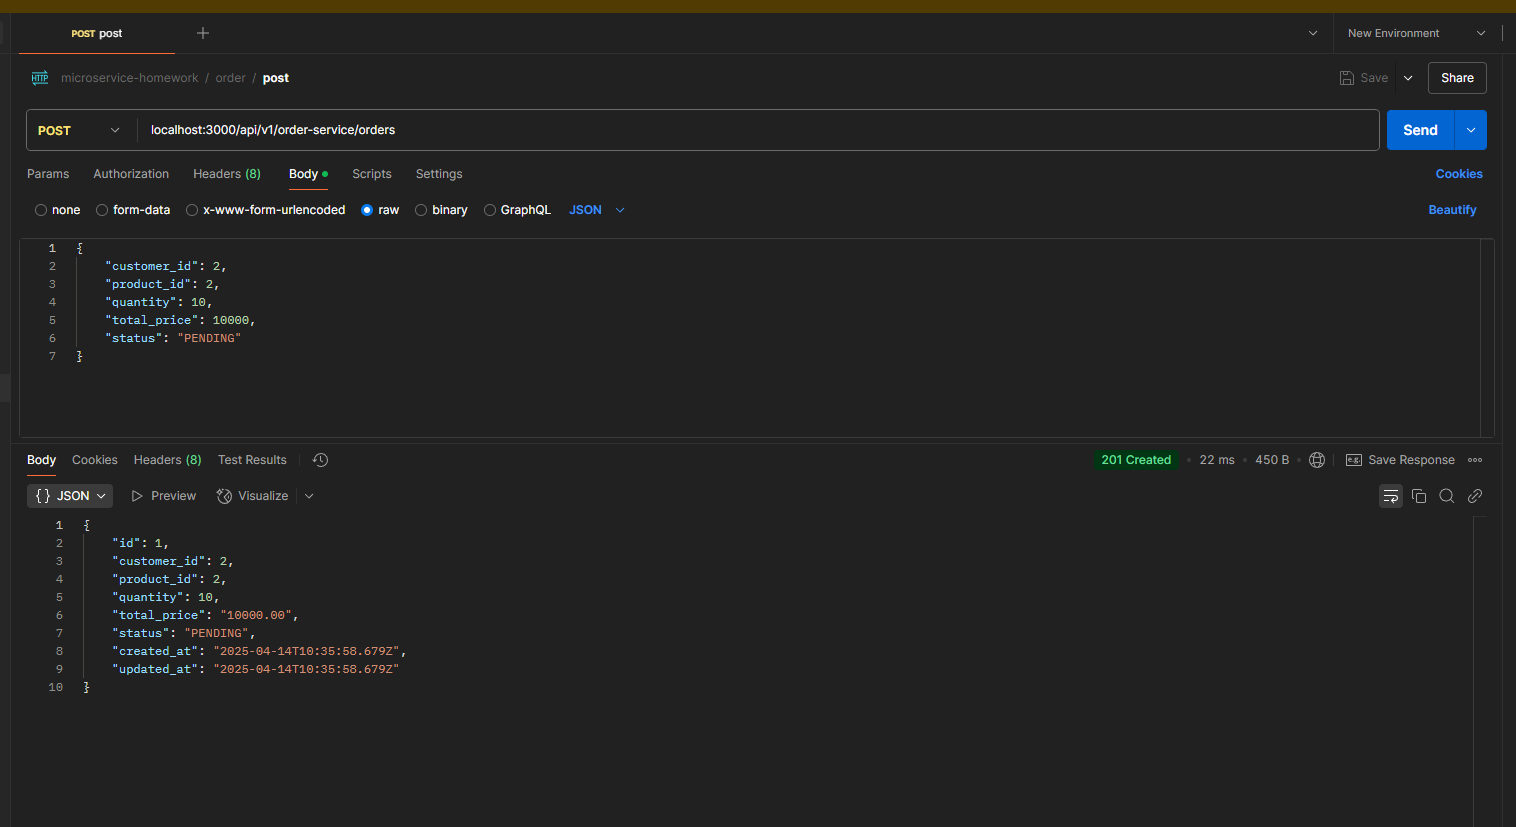 POST post
New Environment
HTTP microservice-homework / order / post
Save
Share
POST
localhost:3000/api/v1/order-service/orders
Send
Params Authorization Headers (8) Body Scripts Settings
Cookies
none form-data x-www-form-urlencoded raw binary GraphQL JSON
Beautify
1 {
2 "customer_id": 2,
3 "product_id": 2,
4 "quantity": 10,
5 "total_price": 10000,
6 "status": "PENDING"
7 }
Body Cookies Headers (8) Test Results
201 Created • 22 ms • 450 B •
e.g. Save Response
{} JSON Preview Visualize
1 {
2 "id": 1,
3 "customer_id": 2,
4 "product_id": 2,
5 "quantity": 10,
6 "total_price": "10000.00",
7 "status": "PENDING",
8 "created_at": "2025-04-14T10:35:58.679Z",
9 "updated_at": "2025-04-14T10:35:58.679Z"
10 }